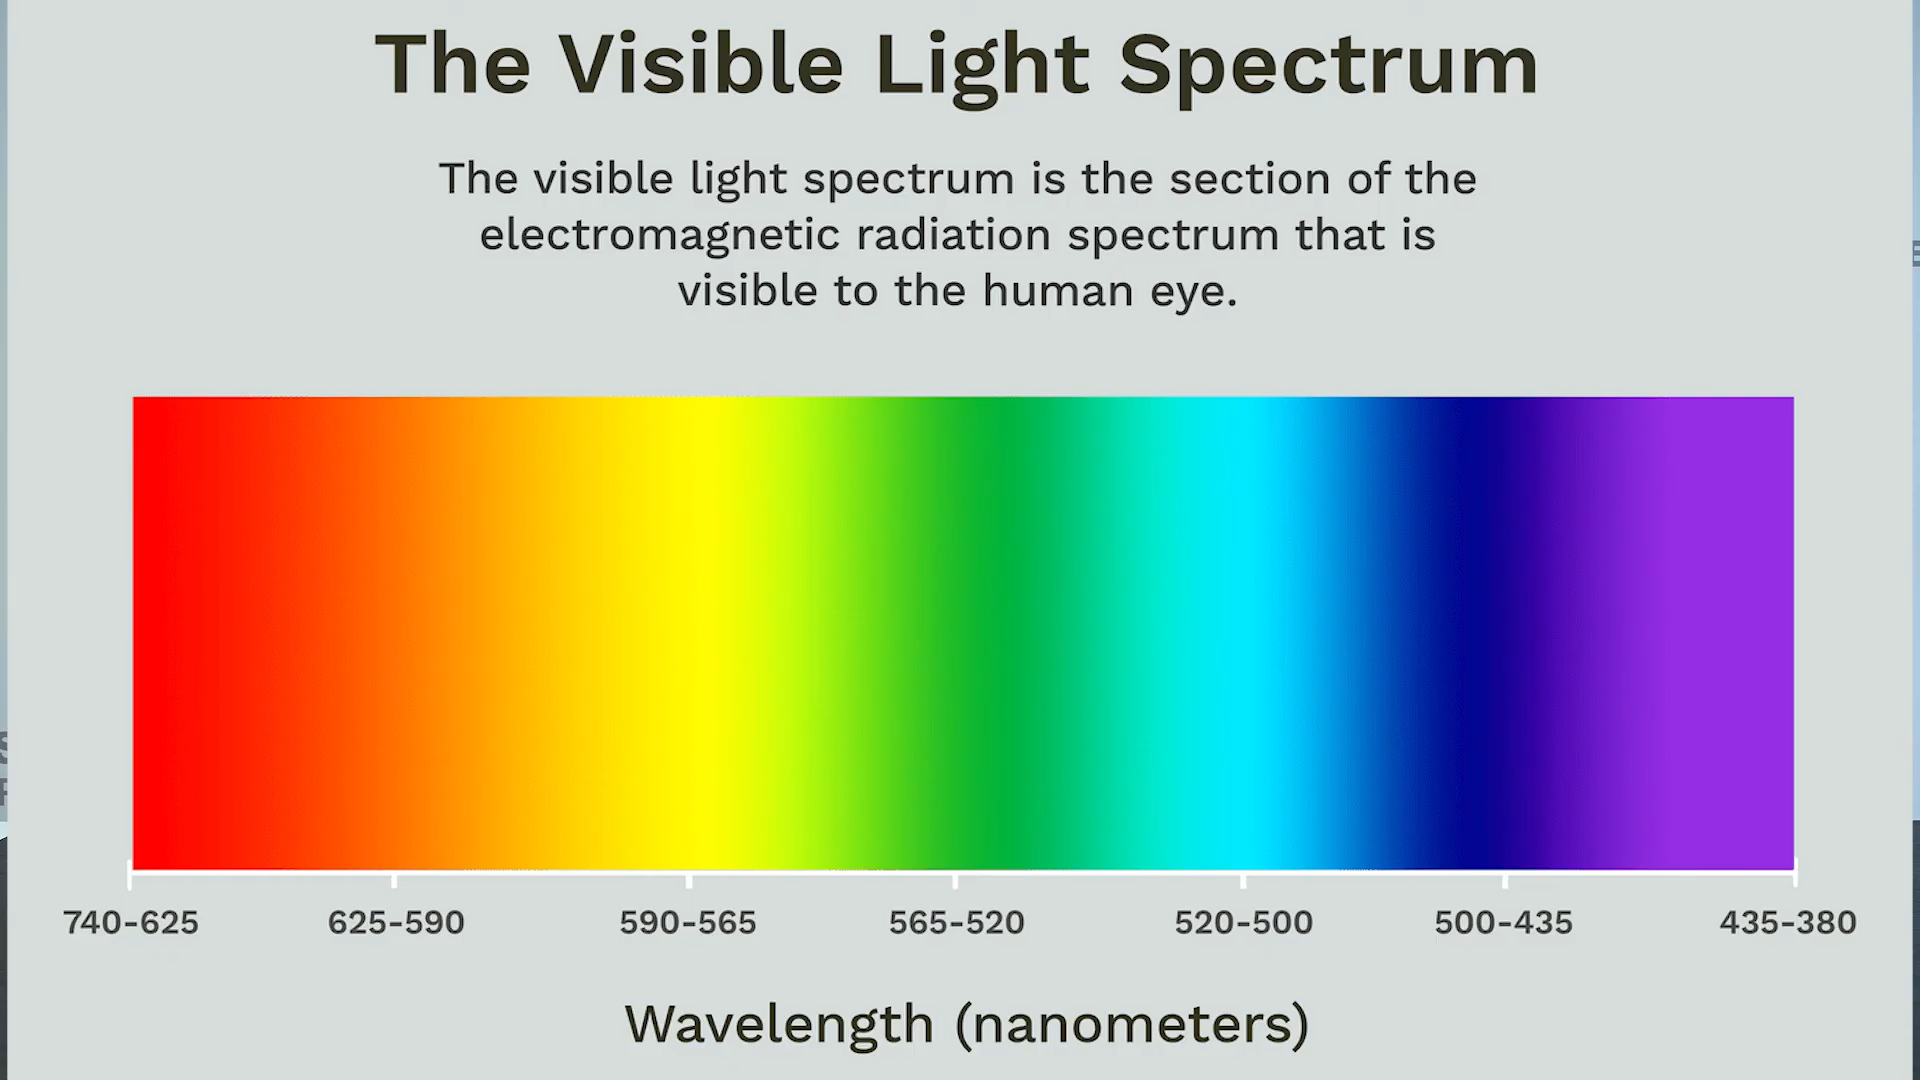 The Visible Light Spectrum
The visible light spectrum is the section of the
electromagnetic radiation spectrum that is
visible to the human eye.
740-625 625-590 590-565 565-520 520-500 500-435 435-380
Wavelength (nanometers)